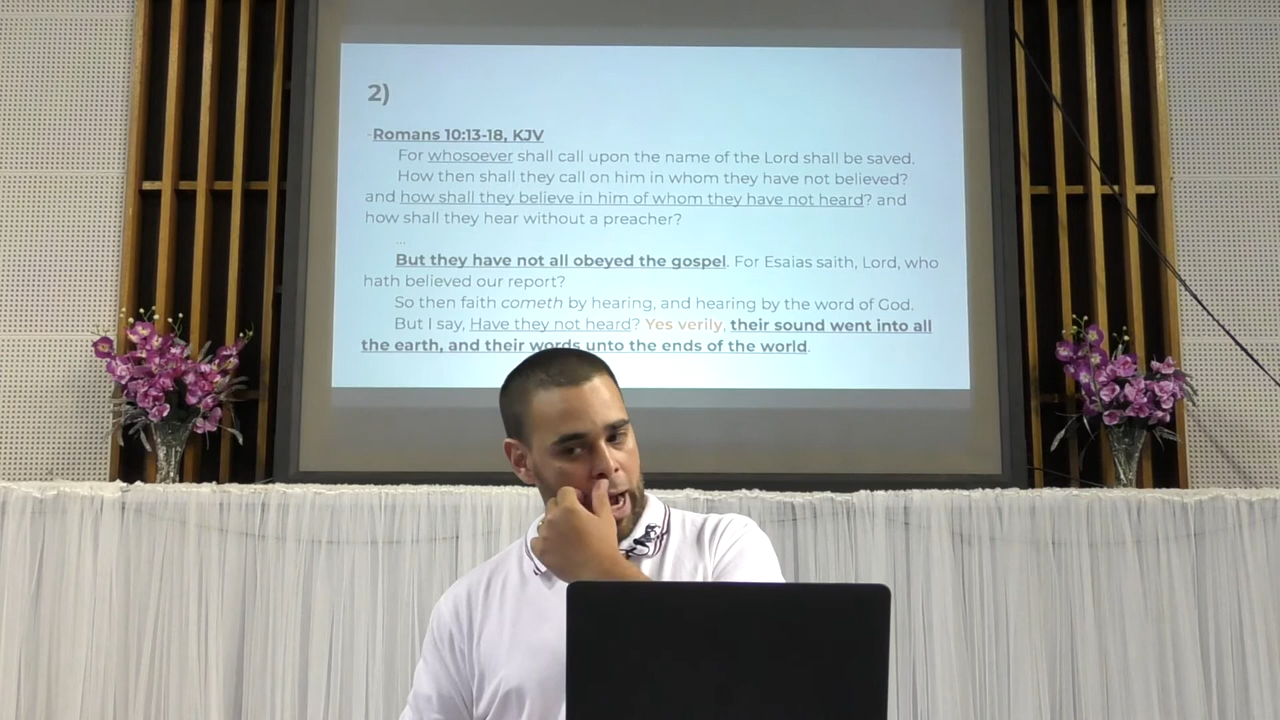 2)
-Romans 10:13-18, KJV
For whosoever shall call upon the name of the Lord shall be saved.
How then shall they call on him in whom they have not believed?
and how shall they believe in him of whom they have not heard? and
how shall they hear without a preacher?
...
But they have not all obeyed the gospel. For Esaias saith, Lord, who
hath believed our report?
So then faith cometh by hearing, and hearing by the word of God.
But I say, Have they not heard? Yes verily, their sound went into all
the earth, and their words unto the ends of the world.